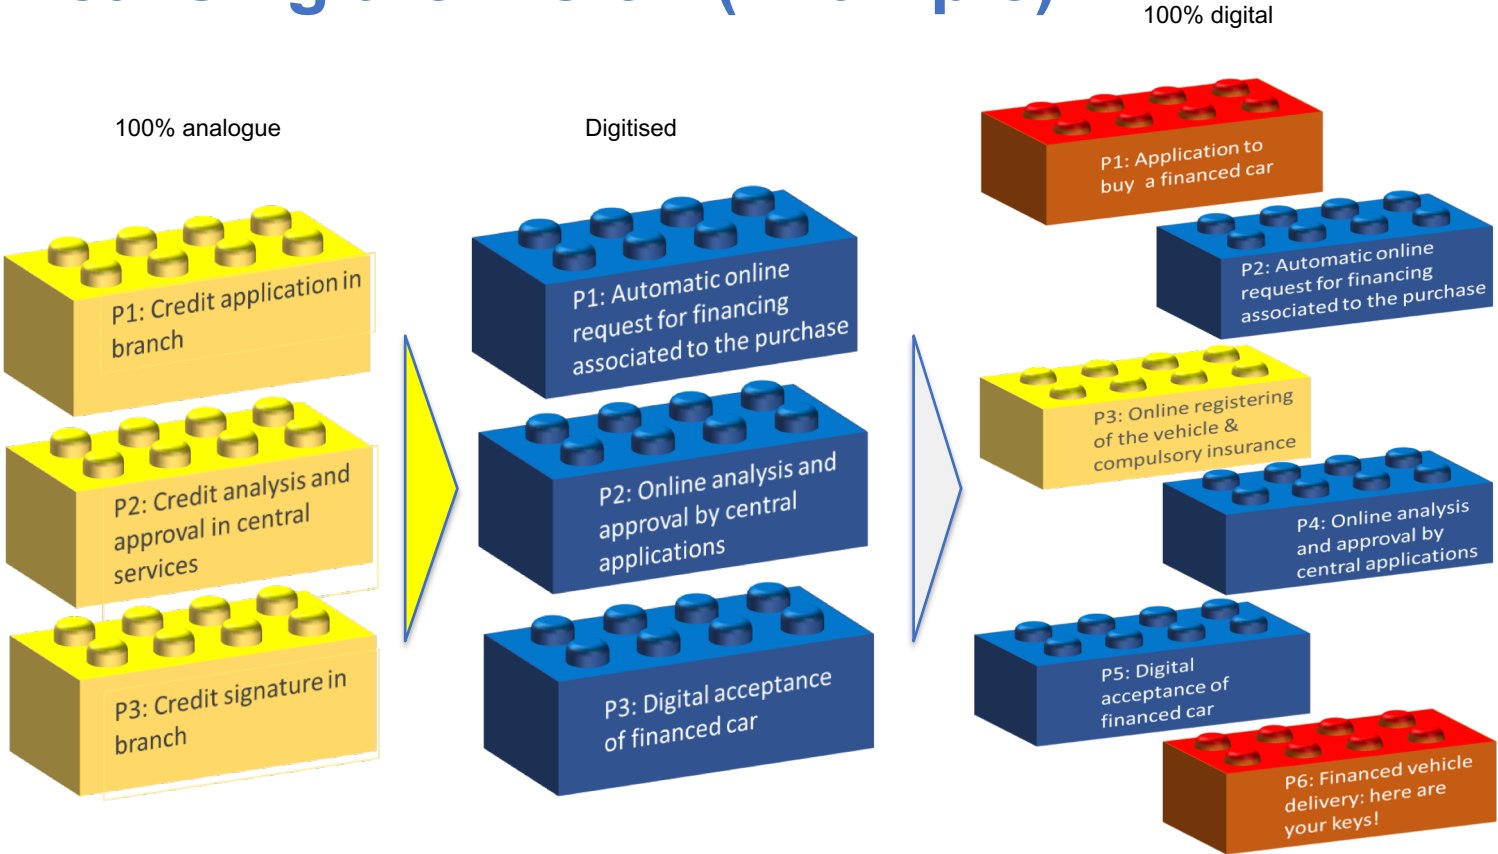 100% digital
100% analogue
Digitised
P1: Credit application in
branch
P2: Credit analysis and
approval in central
services
P3: Credit signature in
branch
P1: Automatic online
request for financing
associated to the purchase
P2: Online analysis and
approval by central
applications
P3: Digital acceptance
of financed car
P1: Application to
buy a financed car
P2: Automatic online
request for financing
associated to the purchase
P3: Online registering
of the vehicle &
compulsory insurance
P4: Online analysis
and approval by
central applications
P5: Digital
acceptance of
financed car
P6: Financed vehicle
delivery: here are
your keys!